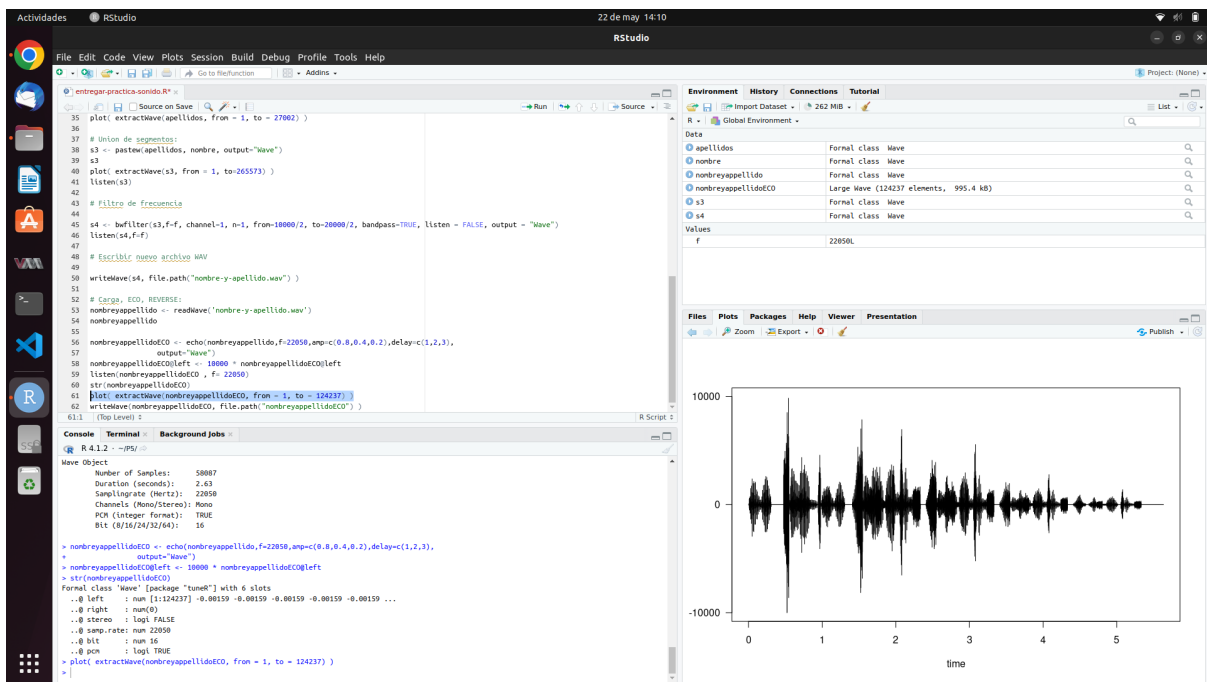 Actividades RStudio 22 de may 14:10
RStudio
File Edit Code View Plots Session Build Debug Profile Tools Help
Go to file/function Addins Project: (None)
entregar-practica-sonido.R*
Source on Save Run Source
35 plot( extractWave(apellidos, from = 1, to = 27002) )
36
37 # Union de segmentos:
38 s3 <- pastew(apellidos, nombre, output="Wave")
39 s3
40 plot( extractWave(s3, from = 1, to=265573) )
41 listen(s3)
42
43 # Filtro de frecuencia
44
45 s4 <- bwfilter(s3,f=f, channel=1, n=1, from=10000/2, to=20000/2, bandpass=TRUE, listen = FALSE, output = "Wave")
46 listen(s4,f=f)
47
48 # Escribir nuevo archivo WAV
49
50 writeWave(s4, file.path("nombre-y-apellido.wav") )
51
52 # Carga, ECO, REVERSE:
53 nombreyappellido <- readWave('nombre-y-apellido.wav')
54 nombreyappellido
55
56 nombreyappellidoECO <- echo(nombreyappellido,f=22050,amp=c(0.8,0.4,0.2),delay=c(1,2,3),
57 output="Wave")
58 nombreyappellidoECO@left <- 10000 * nombreyappellidoECO@left
59 listen(nombreyappellidoECO , f= 22050)
60 str(nombreyappellidoECO)
61 plot( extractWave(nombreyappellidoECO, from = 1, to = 124237) )
62 writeWave(nombreyappellidoECO, file.path("nombreyappellidoECO") )
61:1 (Top Level) R Script
Console Terminal Background Jobs
R 4.1.2 · ~/P5/
Wave Object
Number of Samples: 58087
Duration (seconds): 2.63
Samplingrate (Hertz): 22050
Channels (Mono/Stereo): Mono
PCM (integer format): TRUE
Bit (8/16/24/32/64): 16
> nombreyappellidoECO <- echo(nombreyappellido,f=22050,amp=c(0.8,0.4,0.2),delay=c(1,2,3),
+ output="Wave")
> nombreyappellidoECO@left <- 10000 * nombreyappellidoECO@left
> str(nombreyappellidoECO)
Formal class 'Wave' [package "tuneR"] with 6 slots
..@ left : num [1:124237] -0.00159 -0.00159 -0.00159 -0.00159 -0.00159 ...
..@ right : num(0)
..@ stereo : logi FALSE
..@ samp.rate: num 22050
..@ bit : num 16
..@ pcm : logi TRUE
> plot( extractWave(nombreyappellidoECO, from = 1, to = 124237) )
>
Environment History Connections Tutorial
Import Dataset 262 MiB List
R Global Environment
Data
apellidos Formal class Wave
nombre Formal class Wave
nombreyappellido Formal class Wave
nombreyappellidoECO Large Wave (124237 elements, 995.4 kB)
s3 Formal class Wave
s4 Formal class Wave
Values
f 22050L
Files Plots Packages Help Viewer Presentation
Zoom Export Publish
10000
0
-10000
0 1 2 3 4 5
time